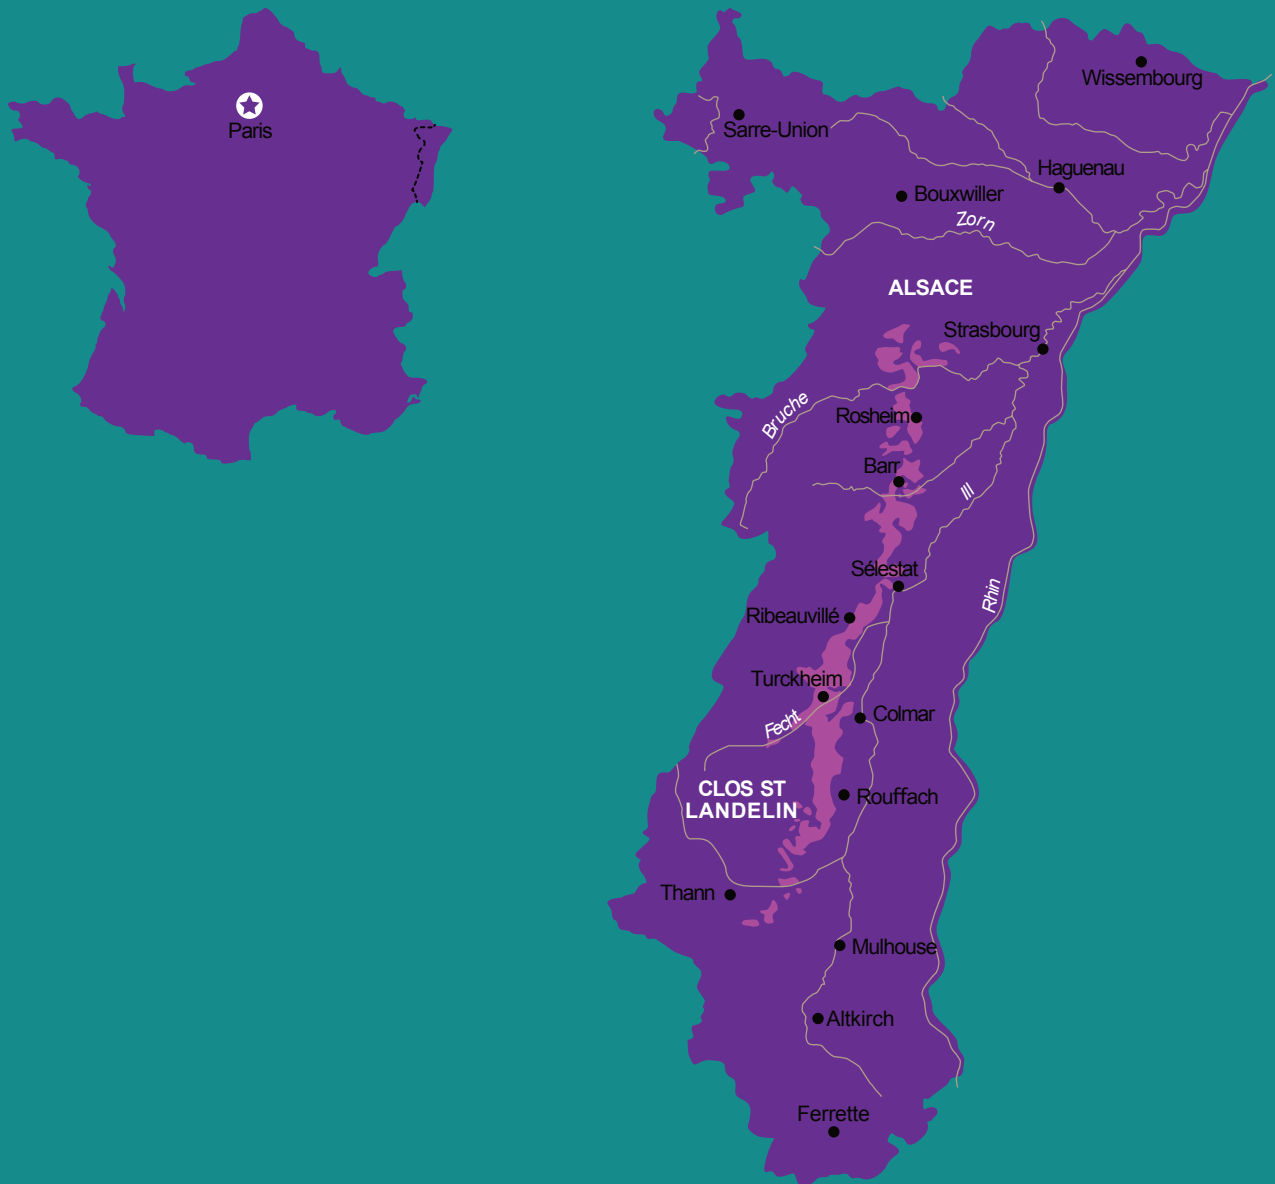 Paris
Wissembourg
Sarre-Union
Haguenau
Bouxwiller
Zorn
ALSACE
Strasbourg
Bruche
Rosheim
Barr
Ill
Sélestat
Rhin
Ribeauvillé
Turckheim
Colmar
Fecht
CLOS ST
LANDELIN
Rouffach
Thann
Mulhouse
Altkirch
Ferrette